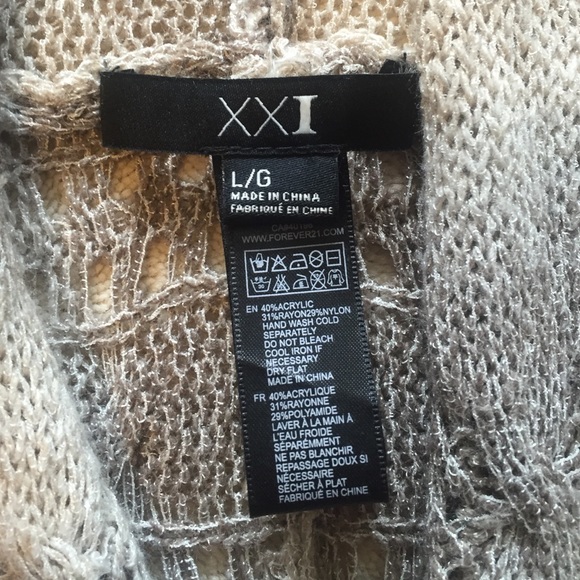 XXI
L/G
MADE IN CHINA
FABRIQUÉ EN CHINE
WWW.FOREVER21.COM
30
EN 40%ACRYLIC
31%RAYON29%NYLON
HAND WASH COLD
SEPARATELY
DO NOT BLEACH
COOL IRON IF
NECESSARY
DRY FLAT
MADE IN CHINA
FR 40%ACRYLIQUE
31%RAYONNE
29%POLYAMIDE
LAVER À LA MAIN À
L'EAU FROIDE
SÉPARÉMENT
NE PAS BLANCHIR
REPASSAGE DOUX SI
NÉCESSAIRE
SÉCHER À PLAT
FABRIQUÉ EN CHINE